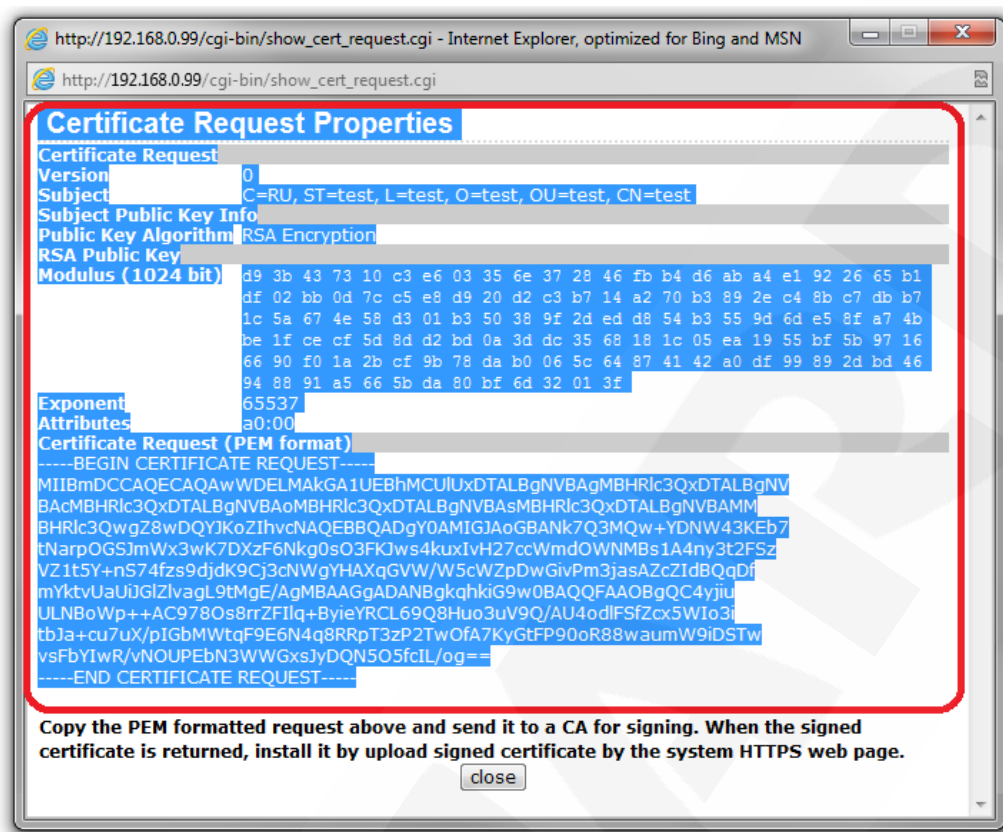 http://192.168.0.99/cgi-bin/show_cert_request.cgi - Internet Explorer, optimized for Bing and MSN
http://192.168.0.99/cgi-bin/show_cert_request.cgi
Certificate Request Properties
Certificate Request
Version 0
Subject C=RU, ST=test, L=test, O=test, OU=test, CN=test
Subject Public Key Info
Public Key Algorithm RSA Encryption
RSA Public Key
Modulus (1024 bit) d9 3b 43 73 10 c3 e6 03 35 6e 37 28 46 fb b4 d6 ab a4 e1 92 26 65 b1
df 02 bb 0d 7c c5 e8 d9 20 d2 c3 b7 14 a2 70 b3 89 2e c4 8b c7 db b7
1c 5a 67 4e 58 d3 01 b3 50 38 9f 2d ed d8 54 b3 55 9d 6d e5 8f a7 4b
be 1f ce cf 5d 8d d2 bd 0a 3d dc 35 68 18 1c 05 ea 19 55 bf 5b 97 16
66 90 f0 1a 2b cf 9b 78 da b0 06 5c 64 87 41 42 a0 df 99 89 2d bd 46
94 88 91 a5 66 5b da 80 bf 6d 32 01 3f
Exponent 65537
Attributes a0:00
Certificate Request (PEM format)
-----BEGIN CERTIFICATE REQUEST-----
MIIBmDCCAQECAQAwWDELMAkGA1UEBhMCUlUxDTALBgNVBAgMBHRlc3QxDTALBgNV
BAcMBHRlc3QxDTALBgNVBAoMBHRlc3QxDTALBgNVBAsMBHRlc3QxDTALBgNVBAMM
BHRlc3QwgZ8wDQYJKoZIhvcNAQEBBQADgY0AMIGJAoGBANk7Q3MQw+YDNW43KEb7
tNarpOGSJmWx3wK7DXzF6Nkg0sO3FKJws4kuxIvH27ccWmdOWNMBs1A4ny3t2FSz
VZ1t5Y+nS74fzs9djdK9Cj3cNWgYHAXqGVW/W5cWZpDwGivPm3jasAZcZIdBQqDf
mYktvUaUiJGlZlvagL9tMgE/AgMBAAGgADANBgkqhkiG9w0BAQQFAAOBgQC4yjiu
ULNBoWp++AC978Os8rrZFIlq+ByieYRCL69Q8Huo3uV9Q/AU4odlFSfZcx5WIo3i
tbJa+cu7uX/pIGbMWtqF9E6N4q8RRpT3zP2TwOfA7KyGtFP90oR88waumW9iDSTw
vsFbYIwR/vNOUPEbN3WWGxsJyDQN5O5fcIL/og==
-----END CERTIFICATE REQUEST-----
Copy the PEM formatted request above and send it to a CA for signing. When the signed
certificate is returned, install it by upload signed certificate by the system HTTPS web page.
close